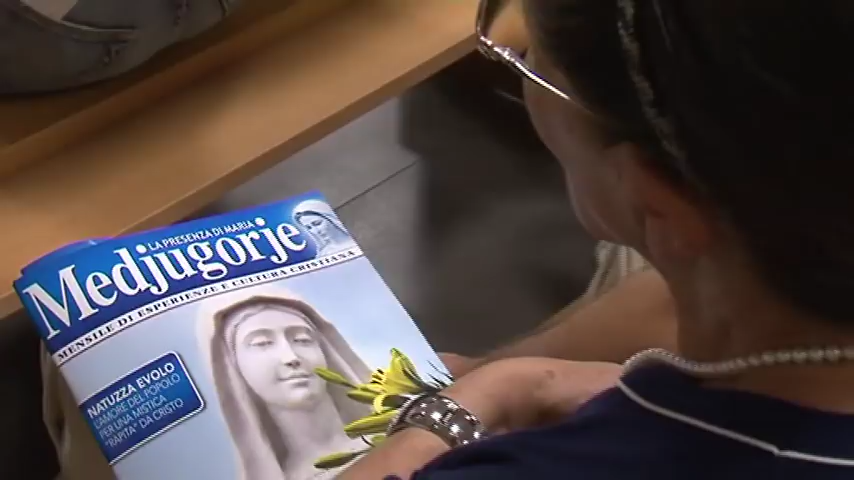 LA PRESENZA DI MARIA
Medjugorje
MENSILE DI ESPERIENZE E CULTURA CRISTIANA
NATUZZA EVOLO
L'AMORE DEL POPOLO
PER UNA MISTICA
"RAPITA" DA CRISTO